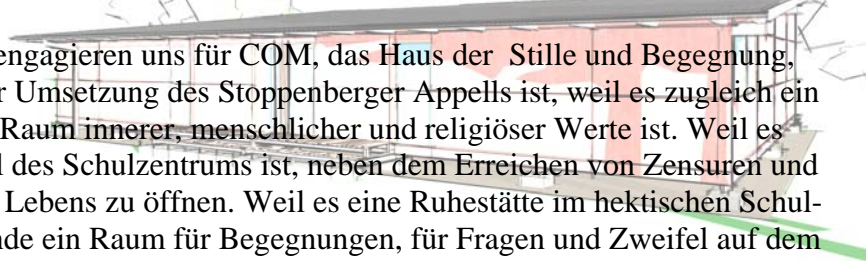 engagieren uns für COM, das Haus der Stille und Begegnung,
Umsetzung des Stoppenberger Appells ist, weil es zugleich ein
Raum innerer, menschlicher und religiöser Werte ist. Weil es
des Schulzentrums ist, neben dem Erreichen von Zensuren und
Lebens zu öffnen. Weil es eine Ruhestätte im hektischen Schul-
ein Raum für Begegnungen, für Fragen und Zweifel auf dem